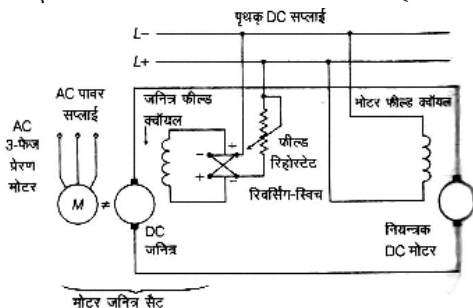 पृथक् DC सप्लाई
L–
L+
AC पावर
सप्लाई
AC
3-फेज
प्रेरण
मोटर
जनित्र फील्ड
क्वॉयल
मोटर फील्ड क्वॉयल
– +
+ –
फील्ड
रिहोस्टेट
रिवर्सिंग-स्विच
M ≠
DC
जनित्र
नियन्त्रक
DC मोटर
मोटर जनित्र सैट